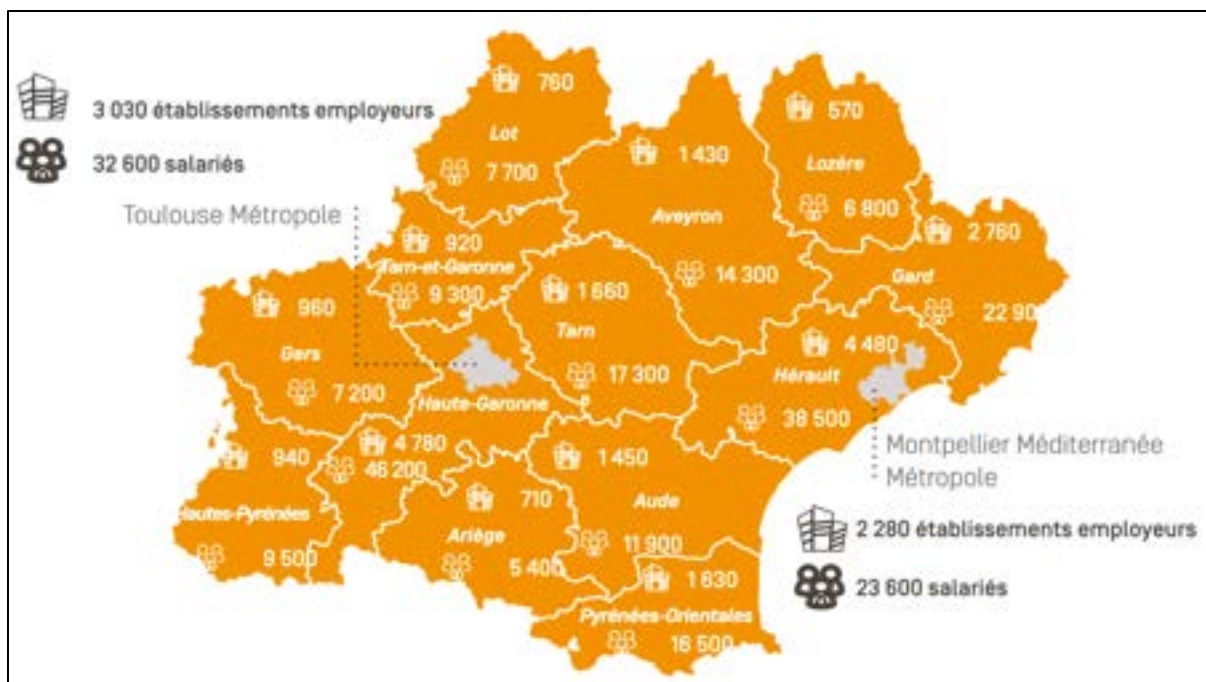 3 030 établissements employeurs
32 600 salariés
Toulouse Métropole
760
Lot
7 700
1 430
Aveyron
14 300
570
Lozère
6 800
2 760
Gard
22 90
920
Tarn-et-Garonne
9 300
1 660
Tarn
17 300
960
Gers
7 200
4 480
Hérault
38 500
Haute-Garonne
4 780
46 200
940
Hautes-Pyrénées
9 500
710
Ariège
5 400
1 450
Aude
11 900
1 630
Pyrénées-Orientales
16 500
Montpellier Méditerranée
Métropole
2 280 établissements employeurs
23 600 salariés